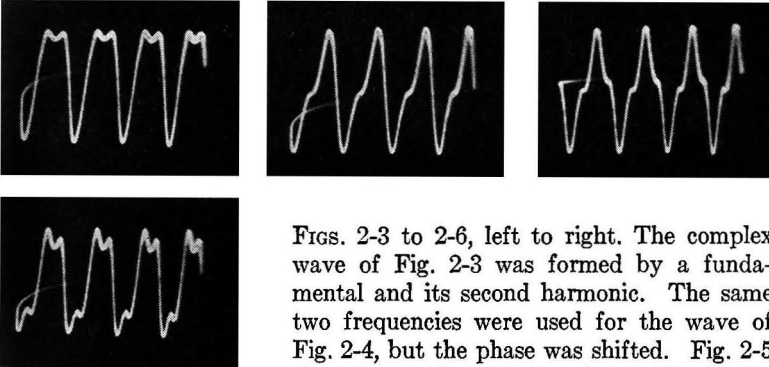 FIGS. 2-3 to 2-6, left to right. The complex
wave of Fig. 2-3 was formed by a funda-
mental and its second harmonic. The same
two frequencies were used for the wave of
Fig. 2-4, but the phase was shifted. Fig. 2-5